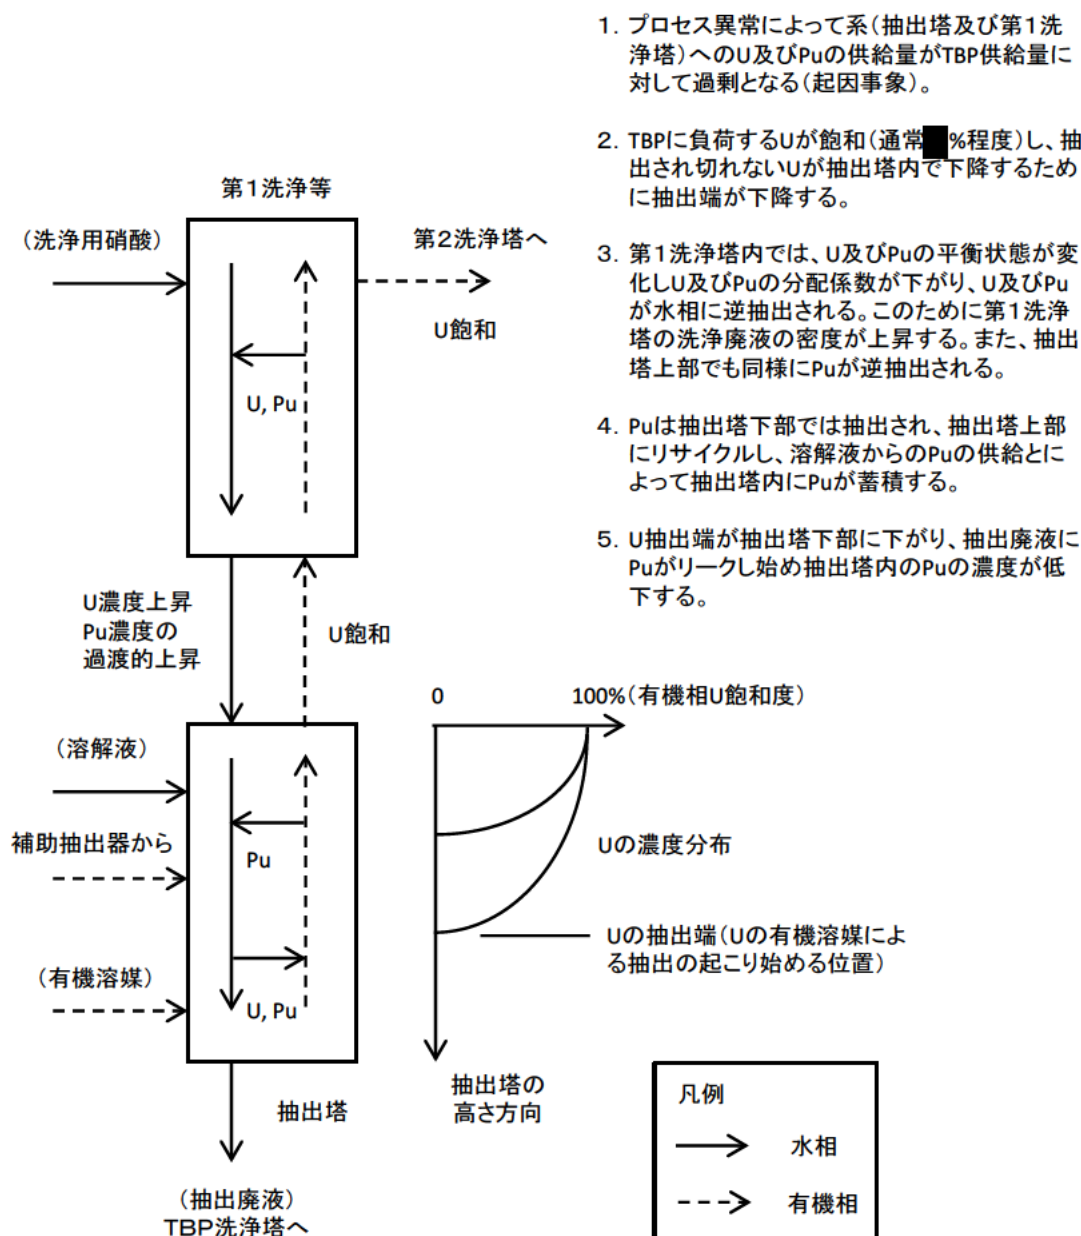 1. プロセス異常によって系(抽出塔及び第1洗
浄塔)へのU及びPuの供給量がTBP供給量に
対して過剰となる(起因事象)。
2. TBPに負荷するUが飽和(通常 %程度)し、抽
出され切れないUが抽出塔内で下降するため
に抽出端が下降する。
3. 第1洗浄塔内では、U及びPuの平衡状態が変
化しU及びPuの分配係数が下がり、U及びPu
が水相に逆抽出される。このために第1洗浄
塔の洗浄廃液の密度が上昇する。また、抽出
塔上部でも同様にPuが逆抽出される。
4. Puは抽出塔下部では抽出され、抽出塔上部
にリサイクルし、溶解液からのPuの供給とに
よって抽出塔内にPuが蓄積する。
5. U抽出端が抽出塔下部に下がり、抽出廃液に
Puがリークし始め抽出塔内のPuの濃度が低
下する。
第1洗浄等
(洗浄用硝酸)
第2洗浄塔へ
U飽和
U, Pu
U濃度上昇
Pu濃度の
過渡的上昇
U飽和
(溶解液)
補助抽出器から
(有機溶媒)
Pu
U, Pu
抽出塔
(抽出廃液)
TBP洗浄塔へ
0
100%(有機相U飽和度)
Uの濃度分布
Uの抽出端(Uの有機溶媒によ
る抽出の起こり始める位置)
抽出塔の
高さ方向
凡例
水相
有機相